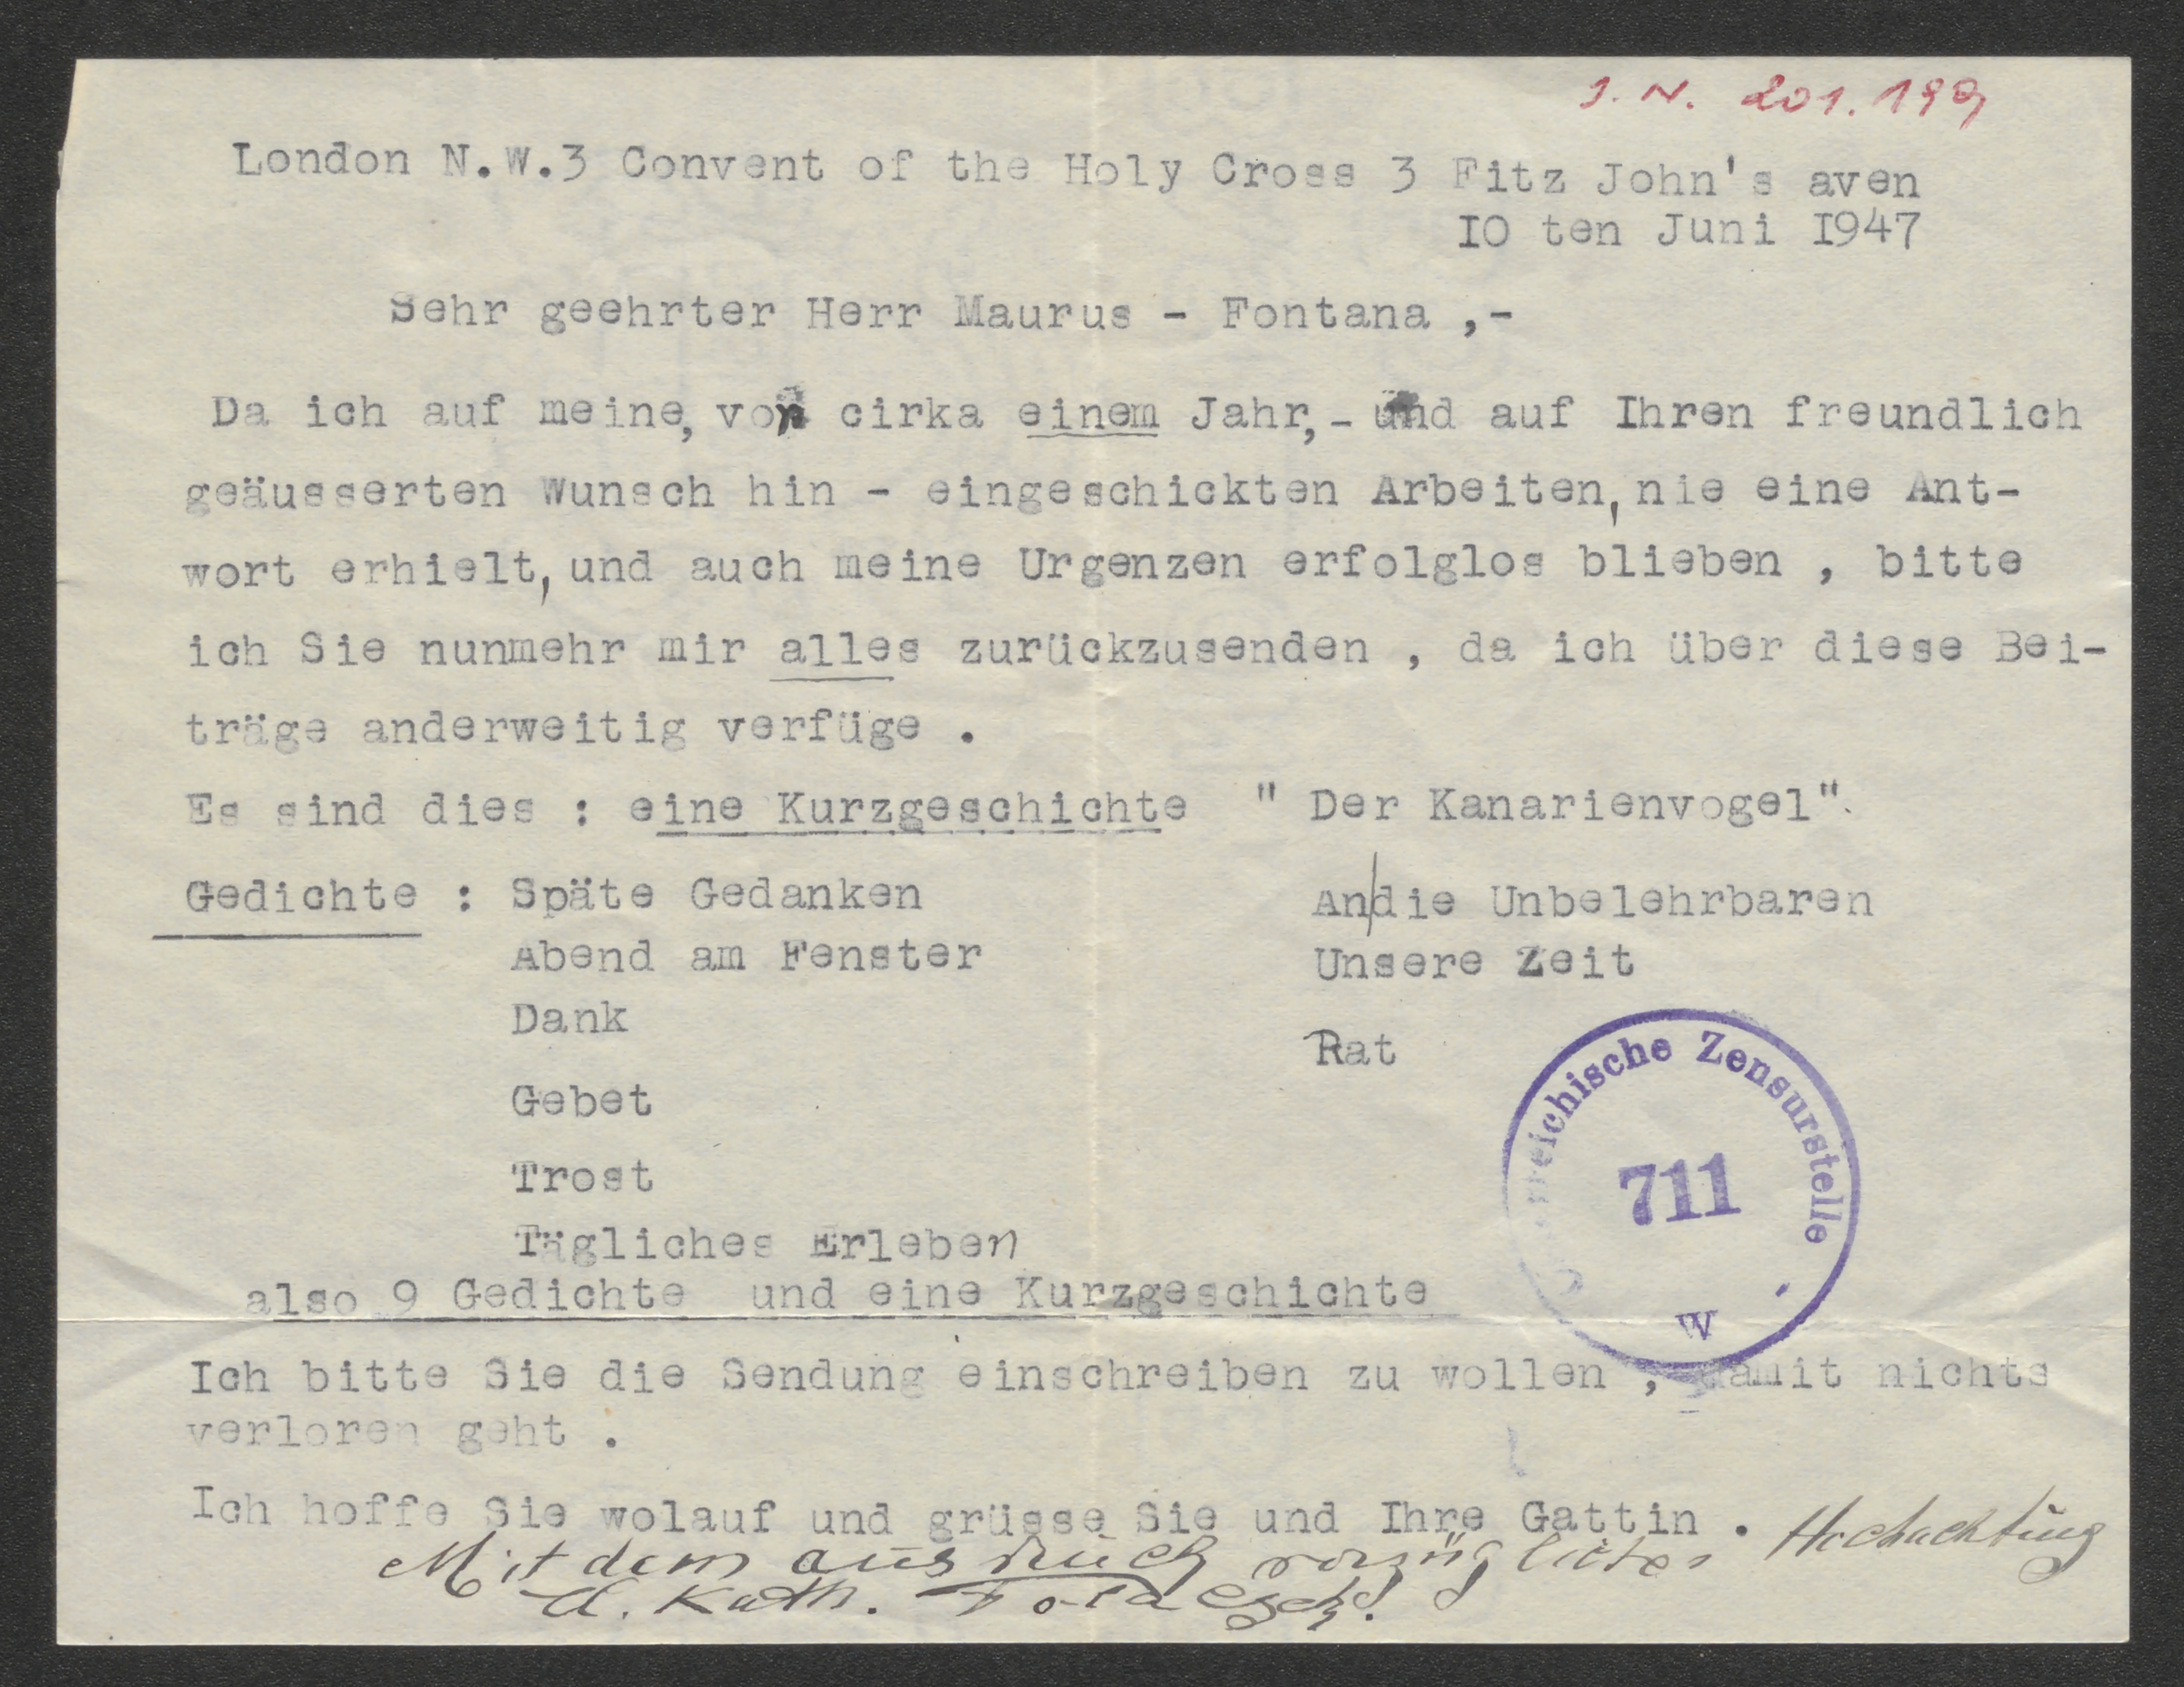 J. N. 201.199
London N.W.3 Convent of the Holy Cross 3 Fitz John's aven
IO ten Juni I947
Sehr geehrter Herr Maurus - Fontana ,-
Da ich auf meine, vor cirka einem Jahr,- und auf Ihren freundlich
geäusserten Wunsch hin - eingeschickten Arbeiten, nie eine Ant-
wort erhielt, und auch meine Urgenzen erfolglos blieben , bitte
ich Sie nunmehr mir alles zurückzusenden , da ich über diese Bei-
träge anderweitig verfüge .
Es sind dies : eine Kurzgeschichte " Der Kanarienvogel".
Gedichte : Späte Gedanken An die Unbelehrbaren
Abend am Fenster Unsere Zeit
Dank
Rat
Gebet
Trost
Tägliches Erleben
also 9 Gedichte und eine Kurzgeschichte
reichische Zensurstelle
711
W
Ich bitte Sie die Sendung einschreiben zu wollen , damit nichts
verloren geht .
Ich hoffe Sie wolauf und grüsse Sie und Ihre Gattin .
Mit dem ausdruck vorzüglicher Hochachtung
Kath.